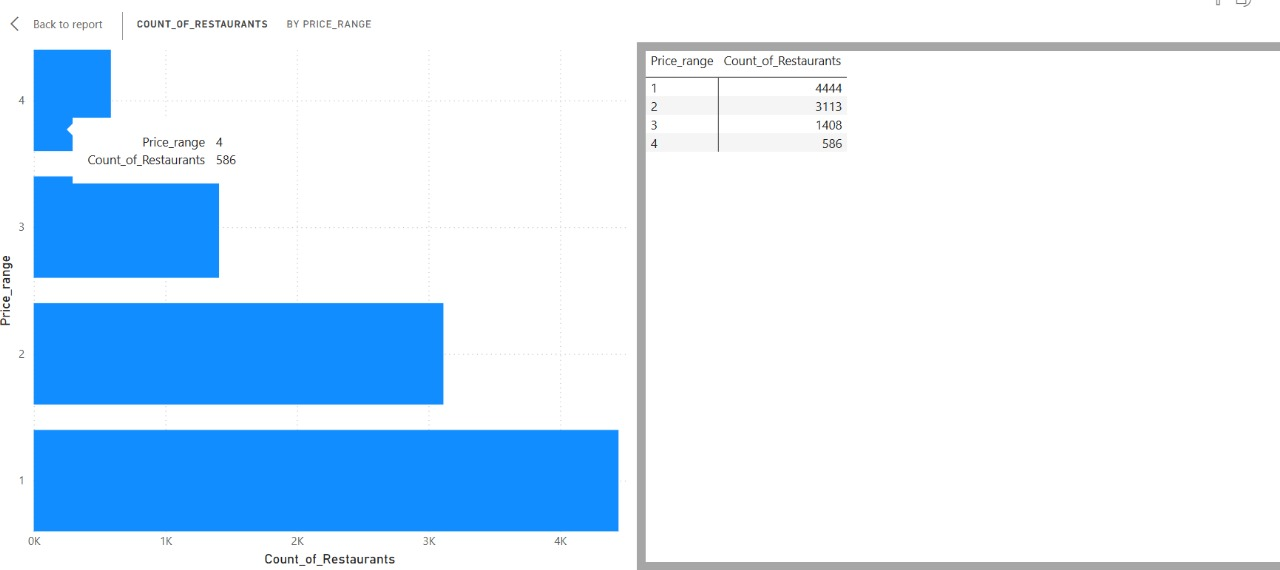 Back to report COUNT_OF_RESTAURANTS BY PRICE_RANGE
4
Price_range 4
Count_of_Restaurants 586
3
2
1
Price_range
0K 1K 2K 3K 4K
Count_of_Restaurants
Price_range Count_of_Restaurants
1 4444
2 3113
3 1408
4 586